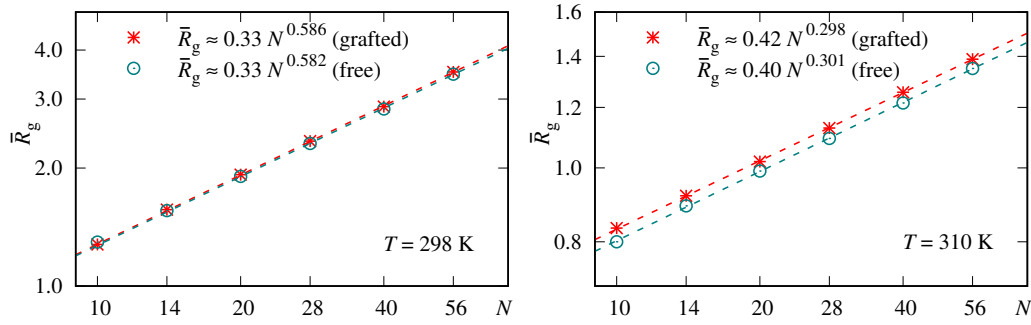 4.0
3.0
2.0
1.0
R̄g
R̄g ≈ 0.33 N^0.586 (grafted)
R̄g ≈ 0.33 N^0.582 (free)
T = 298 K
10 14 20 28 40 56 N
1.6
1.4
1.2
1.0
0.8
R̄g
R̄g ≈ 0.42 N^0.298 (grafted)
R̄g ≈ 0.40 N^0.301 (free)
T = 310 K
10 14 20 28 40 56 N